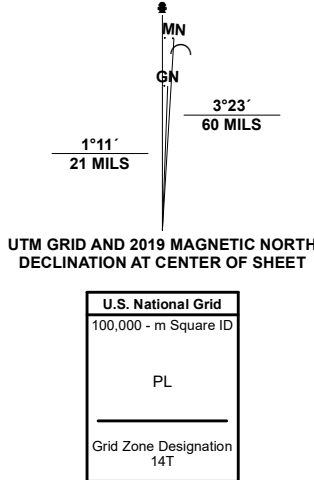 MN
GN
3°23´
60 MILS
1°11´
21 MILS
UTM GRID AND 2019 MAGNETIC NORTH
DECLINATION AT CENTER OF SHEET
U.S. National Grid
100,000 - m Square ID
PL
Grid Zone Designation
14T